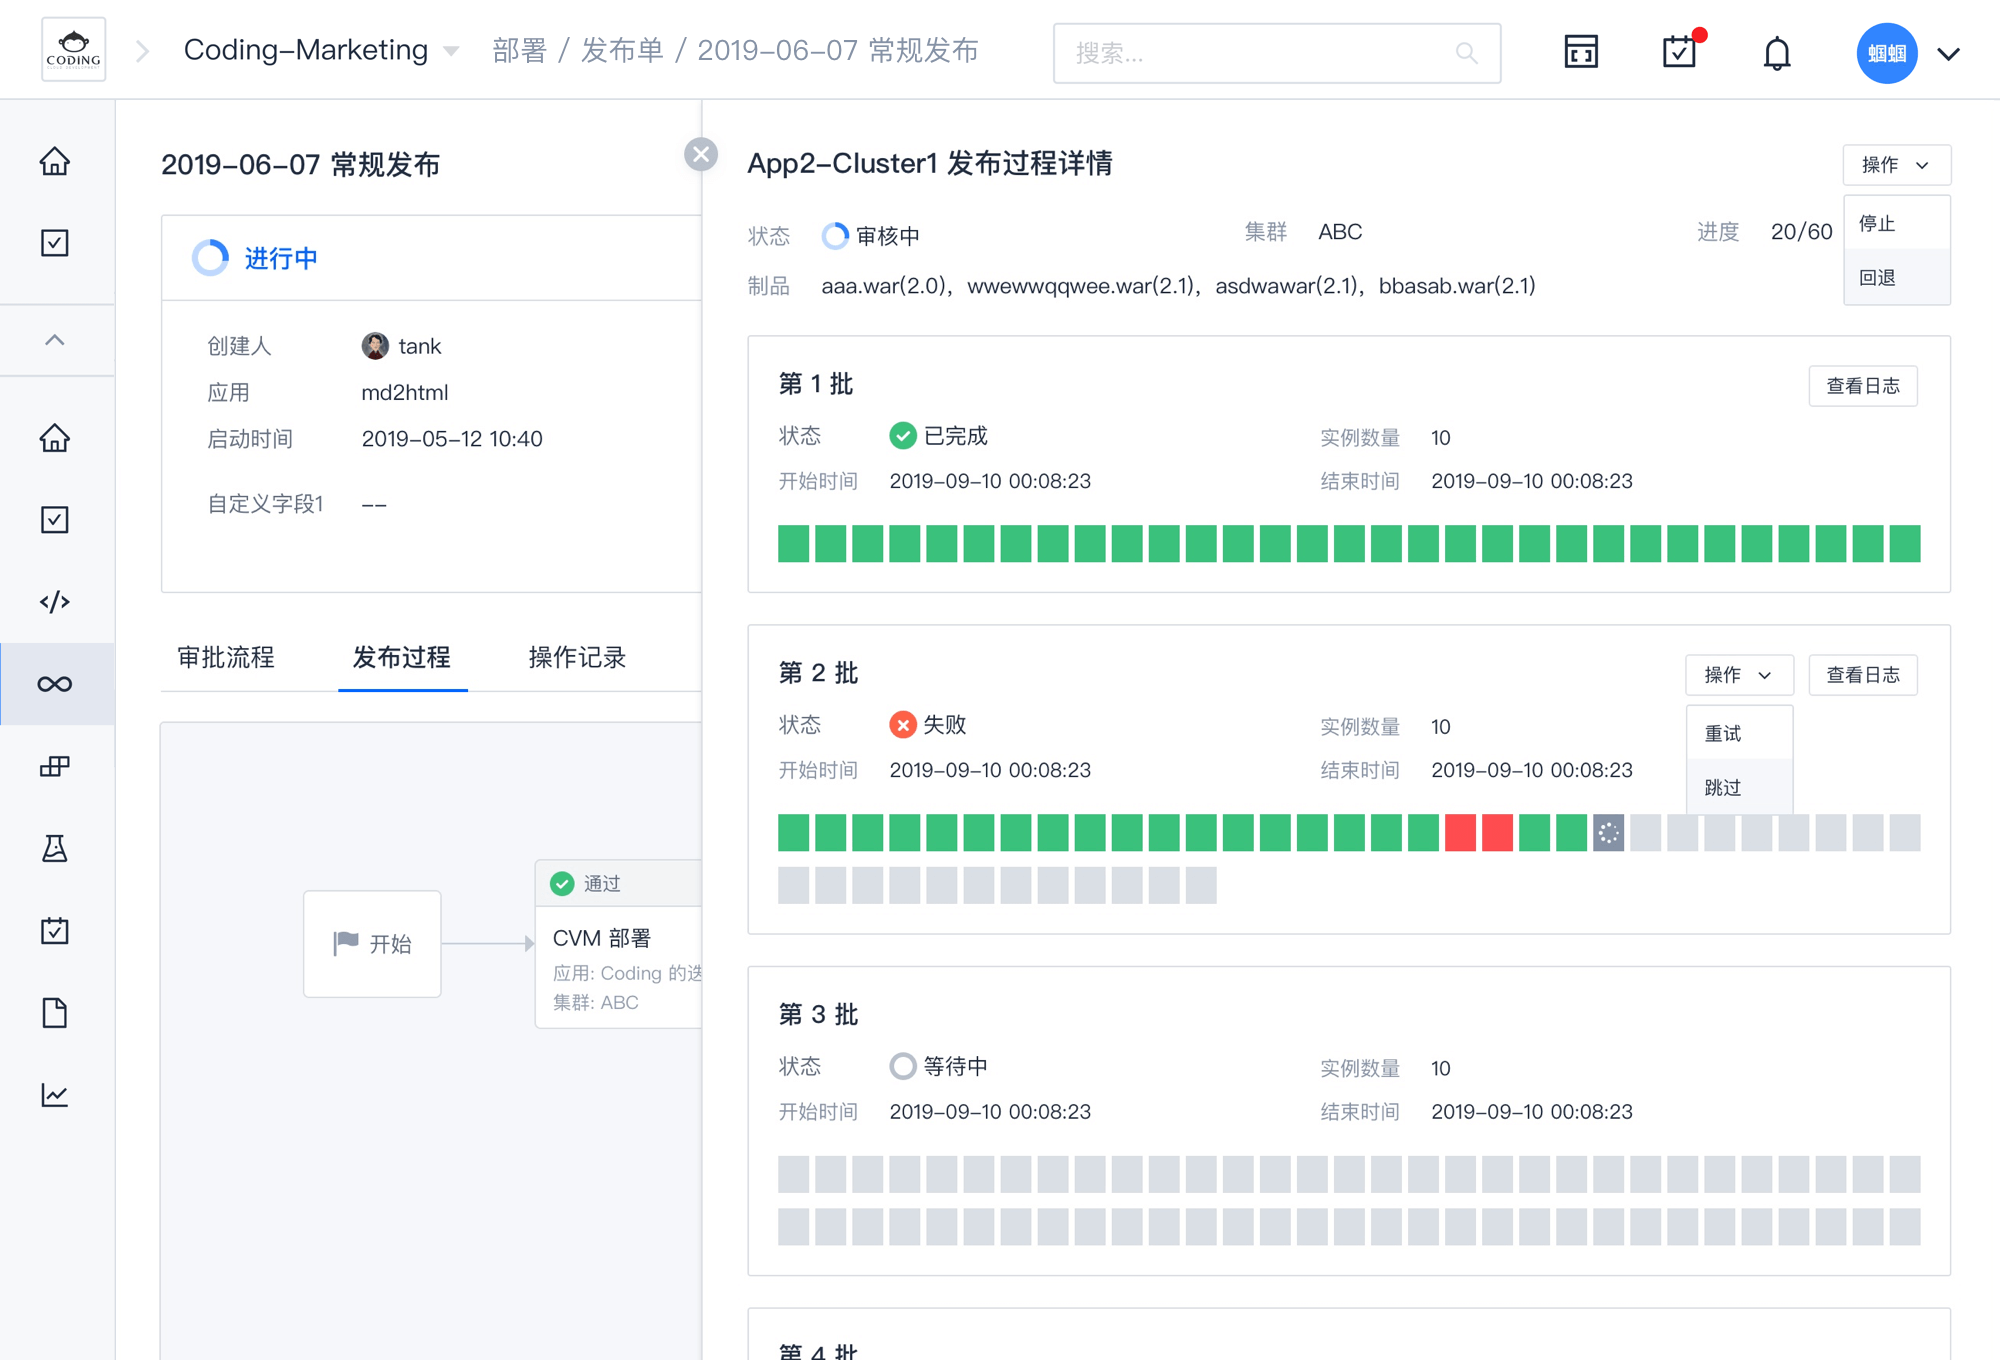 CODING
Coding-Marketing
部署 / 发布单 / 2019-06-07 常规发布
搜索...
蝈蝈
2019-06-07 常规发布
进行中
创建人 tank
应用 md2html
启动时间 2019-05-12 10:40
自定义字段1 --
审批流程 发布过程 操作记录
开始
通过
CVM 部署
应用: Coding 的迭
集群: ABC
App2-Cluster1 发布过程详情
操作
停止
回退
状态 审核中 集群 ABC 进度 20/60
制品 aaa.war(2.0), wwewwqqwee.war(2.1), asdwawar(2.1), bbasab.war(2.1)
第 1 批
查看日志
状态 已完成 实例数量 10
开始时间 2019-09-10 00:08:23 结束时间 2019-09-10 00:08:23
第 2 批
操作 查看日志
重试
跳过
状态 失败 实例数量 10
开始时间 2019-09-10 00:08:23 结束时间 2019-09-10 00:08:23
第 3 批
状态 等待中 实例数量 10
开始时间 2019-09-10 00:08:23 结束时间 2019-09-10 00:08:23
第 4 批